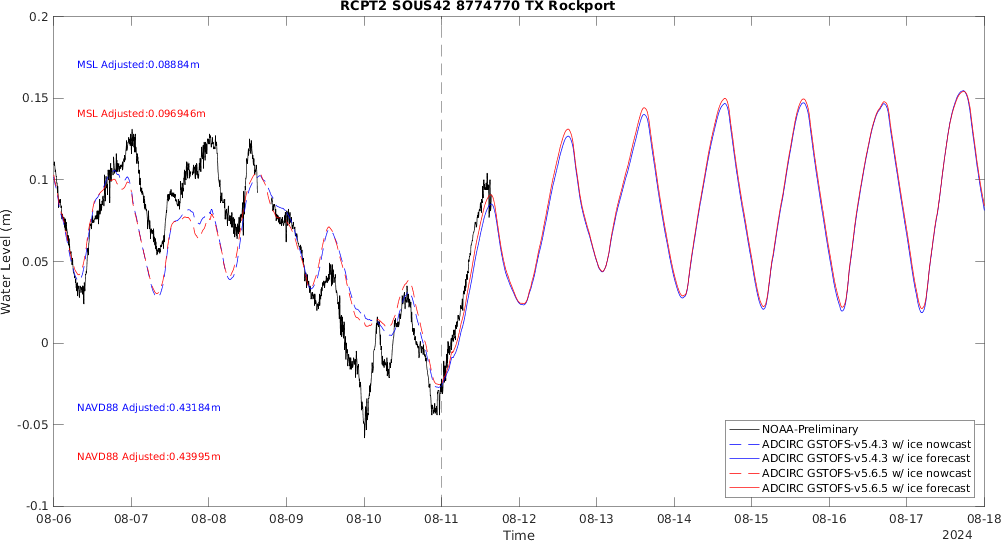 RCPT2 SOUS42 8774770 TX Rockport
0.2
MSL Adjusted:0.08884m
0.15
MSL Adjusted:0.096946m
0.1
0.05
Water Level (m)
0
NAVD88 Adjusted:0.43184m
-0.05
NAVD88 Adjusted:0.43995m
-0.1
NOAA-Preliminary
ADCIRC GSTOFS-v5.4.3 w/ ice nowcast
ADCIRC GSTOFS-v5.4.3 w/ ice forecast
ADCIRC GSTOFS-v5.6.5 w/ ice nowcast
ADCIRC GSTOFS-v5.6.5 w/ ice forecast
08-06 08-07 08-08 08-09 08-10 08-11 08-12 08-13 08-14 08-15 08-16 08-17 08-18
Time
2024